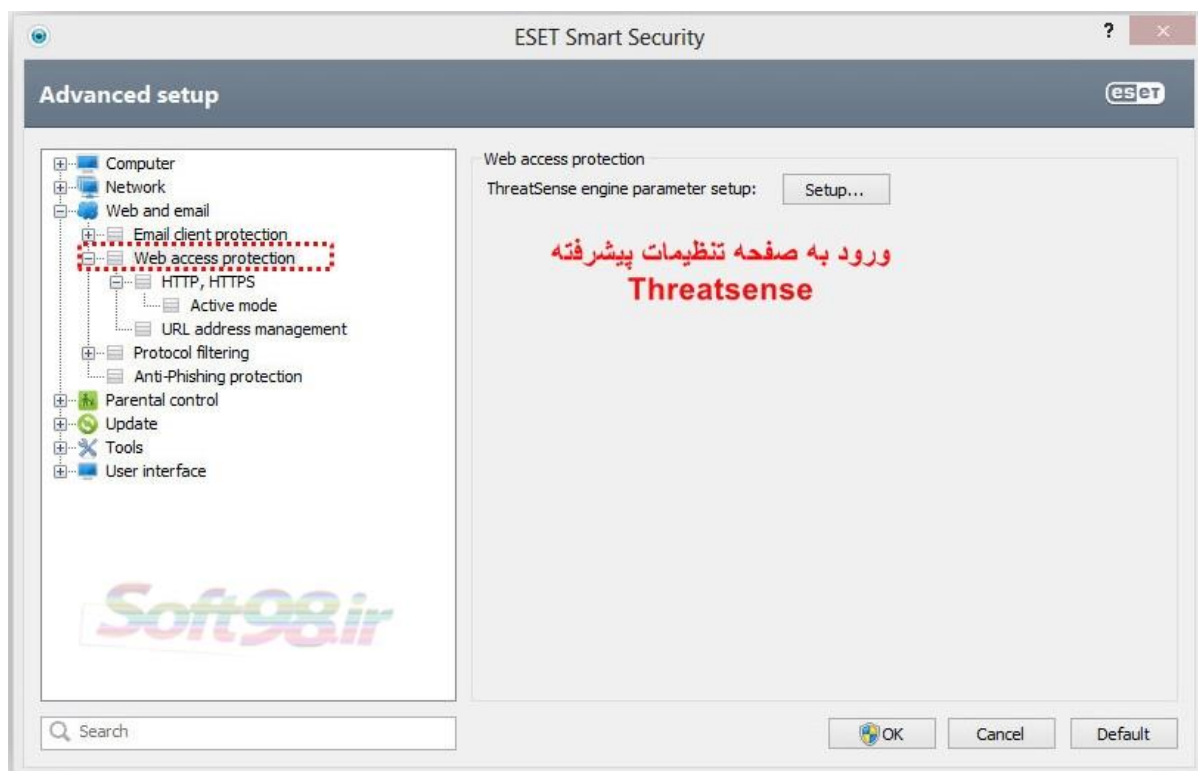 ESET Smart Security
?
Advanced setup
eset
Computer
Network
Web and email
Email client protection
Web access protection
HTTP, HTTPS
Active mode
URL address management
Protocol filtering
Anti-Phishing protection
Parental control
Update
Tools
User interface
Soft98.ir
Search
Web access protection
ThreatSense engine parameter setup: Setup...
ورود به صفحه تنظیمات پیشرفته
Threatsense
OK Cancel Default